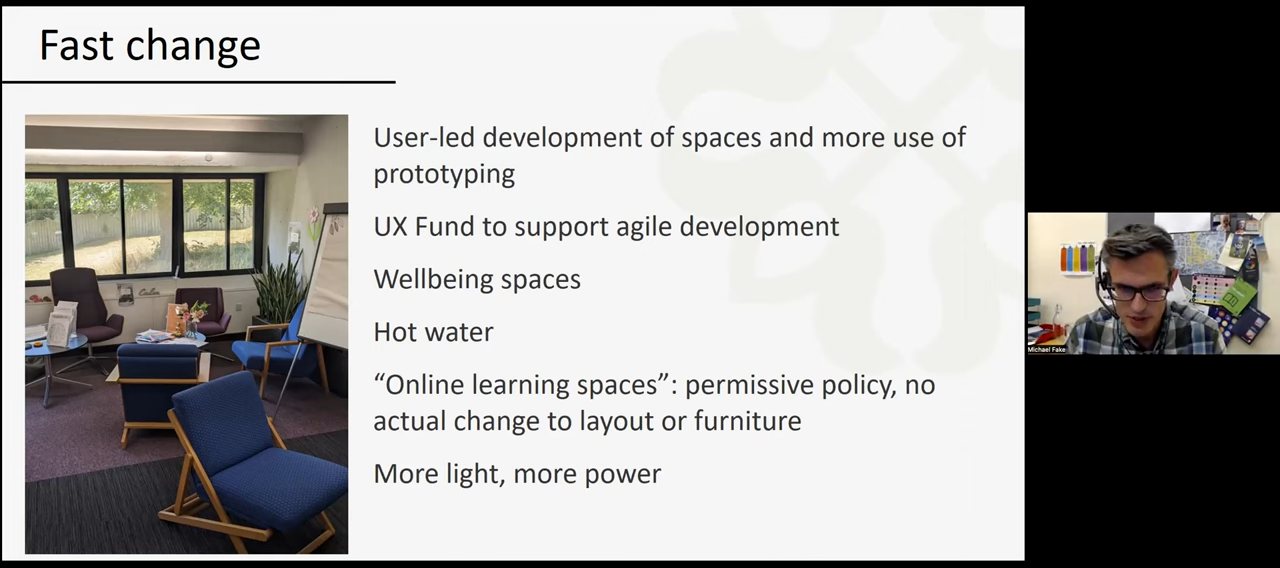 Fast change
User-led development of spaces and more use of
prototyping
UX Fund to support agile development
Wellbeing spaces
Hot water
“Online learning spaces”: permissive policy, no
actual change to layout or furniture
More light, more power
Michael Fake